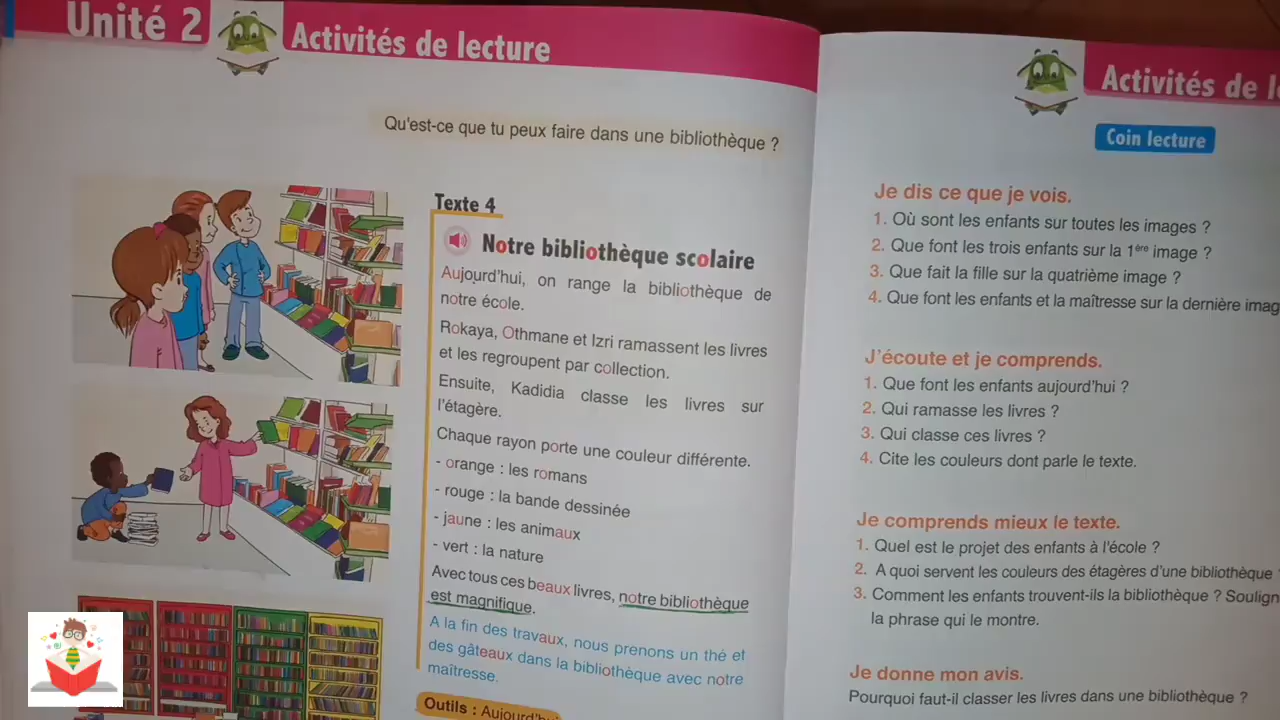 Unité 2
Activités de lecture
Qu'est-ce que tu peux faire dans une bibliothèque ?
Texte 4
Notre bibliothèque scolaire
Aujourd'hui, on range la bibliothèque de
notre école.
Rokaya, Othmane et Izri ramassent les livres
et les regroupent par collection.
Ensuite, Kadidia classe les livres sur
l'étagère.
Chaque rayon porte une couleur différente.
- orange : les romans
- rouge : la bande dessinée
- jaune : les animaux
- vert : la nature
Avec tous ces beaux livres, notre bibliothèque
est magnifique.
A la fin des travaux, nous prenons un thé et
des gâteaux dans la bibliothèque avec notre
maîtresse.
Outils : Aujourd'hui
Activités de
Coin lecture
Je dis ce que je vois.
1. Où sont les enfants sur toutes les images ?
2. Que font les trois enfants sur la 1ère image ?
3. Que fait la fille sur la quatrième image ?
4. Que font les enfants et la maîtresse sur la dernière imag
J'écoute et je comprends.
1. Que font les enfants aujourd'hui ?
2. Qui ramasse les livres ?
3. Qui classe ces livres ?
4. Cite les couleurs dont parle le texte.
Je comprends mieux le texte.
1. Quel est le projet des enfants à l'école ?
2. A quoi servent les couleurs des étagères d'une bibliothèque ?
3. Comment les enfants trouvent-ils la bibliothèque ? Soulign
la phrase qui le montre.
Je donne mon avis.
Pourquoi faut-il classer les livres dans une bibliothèque ?